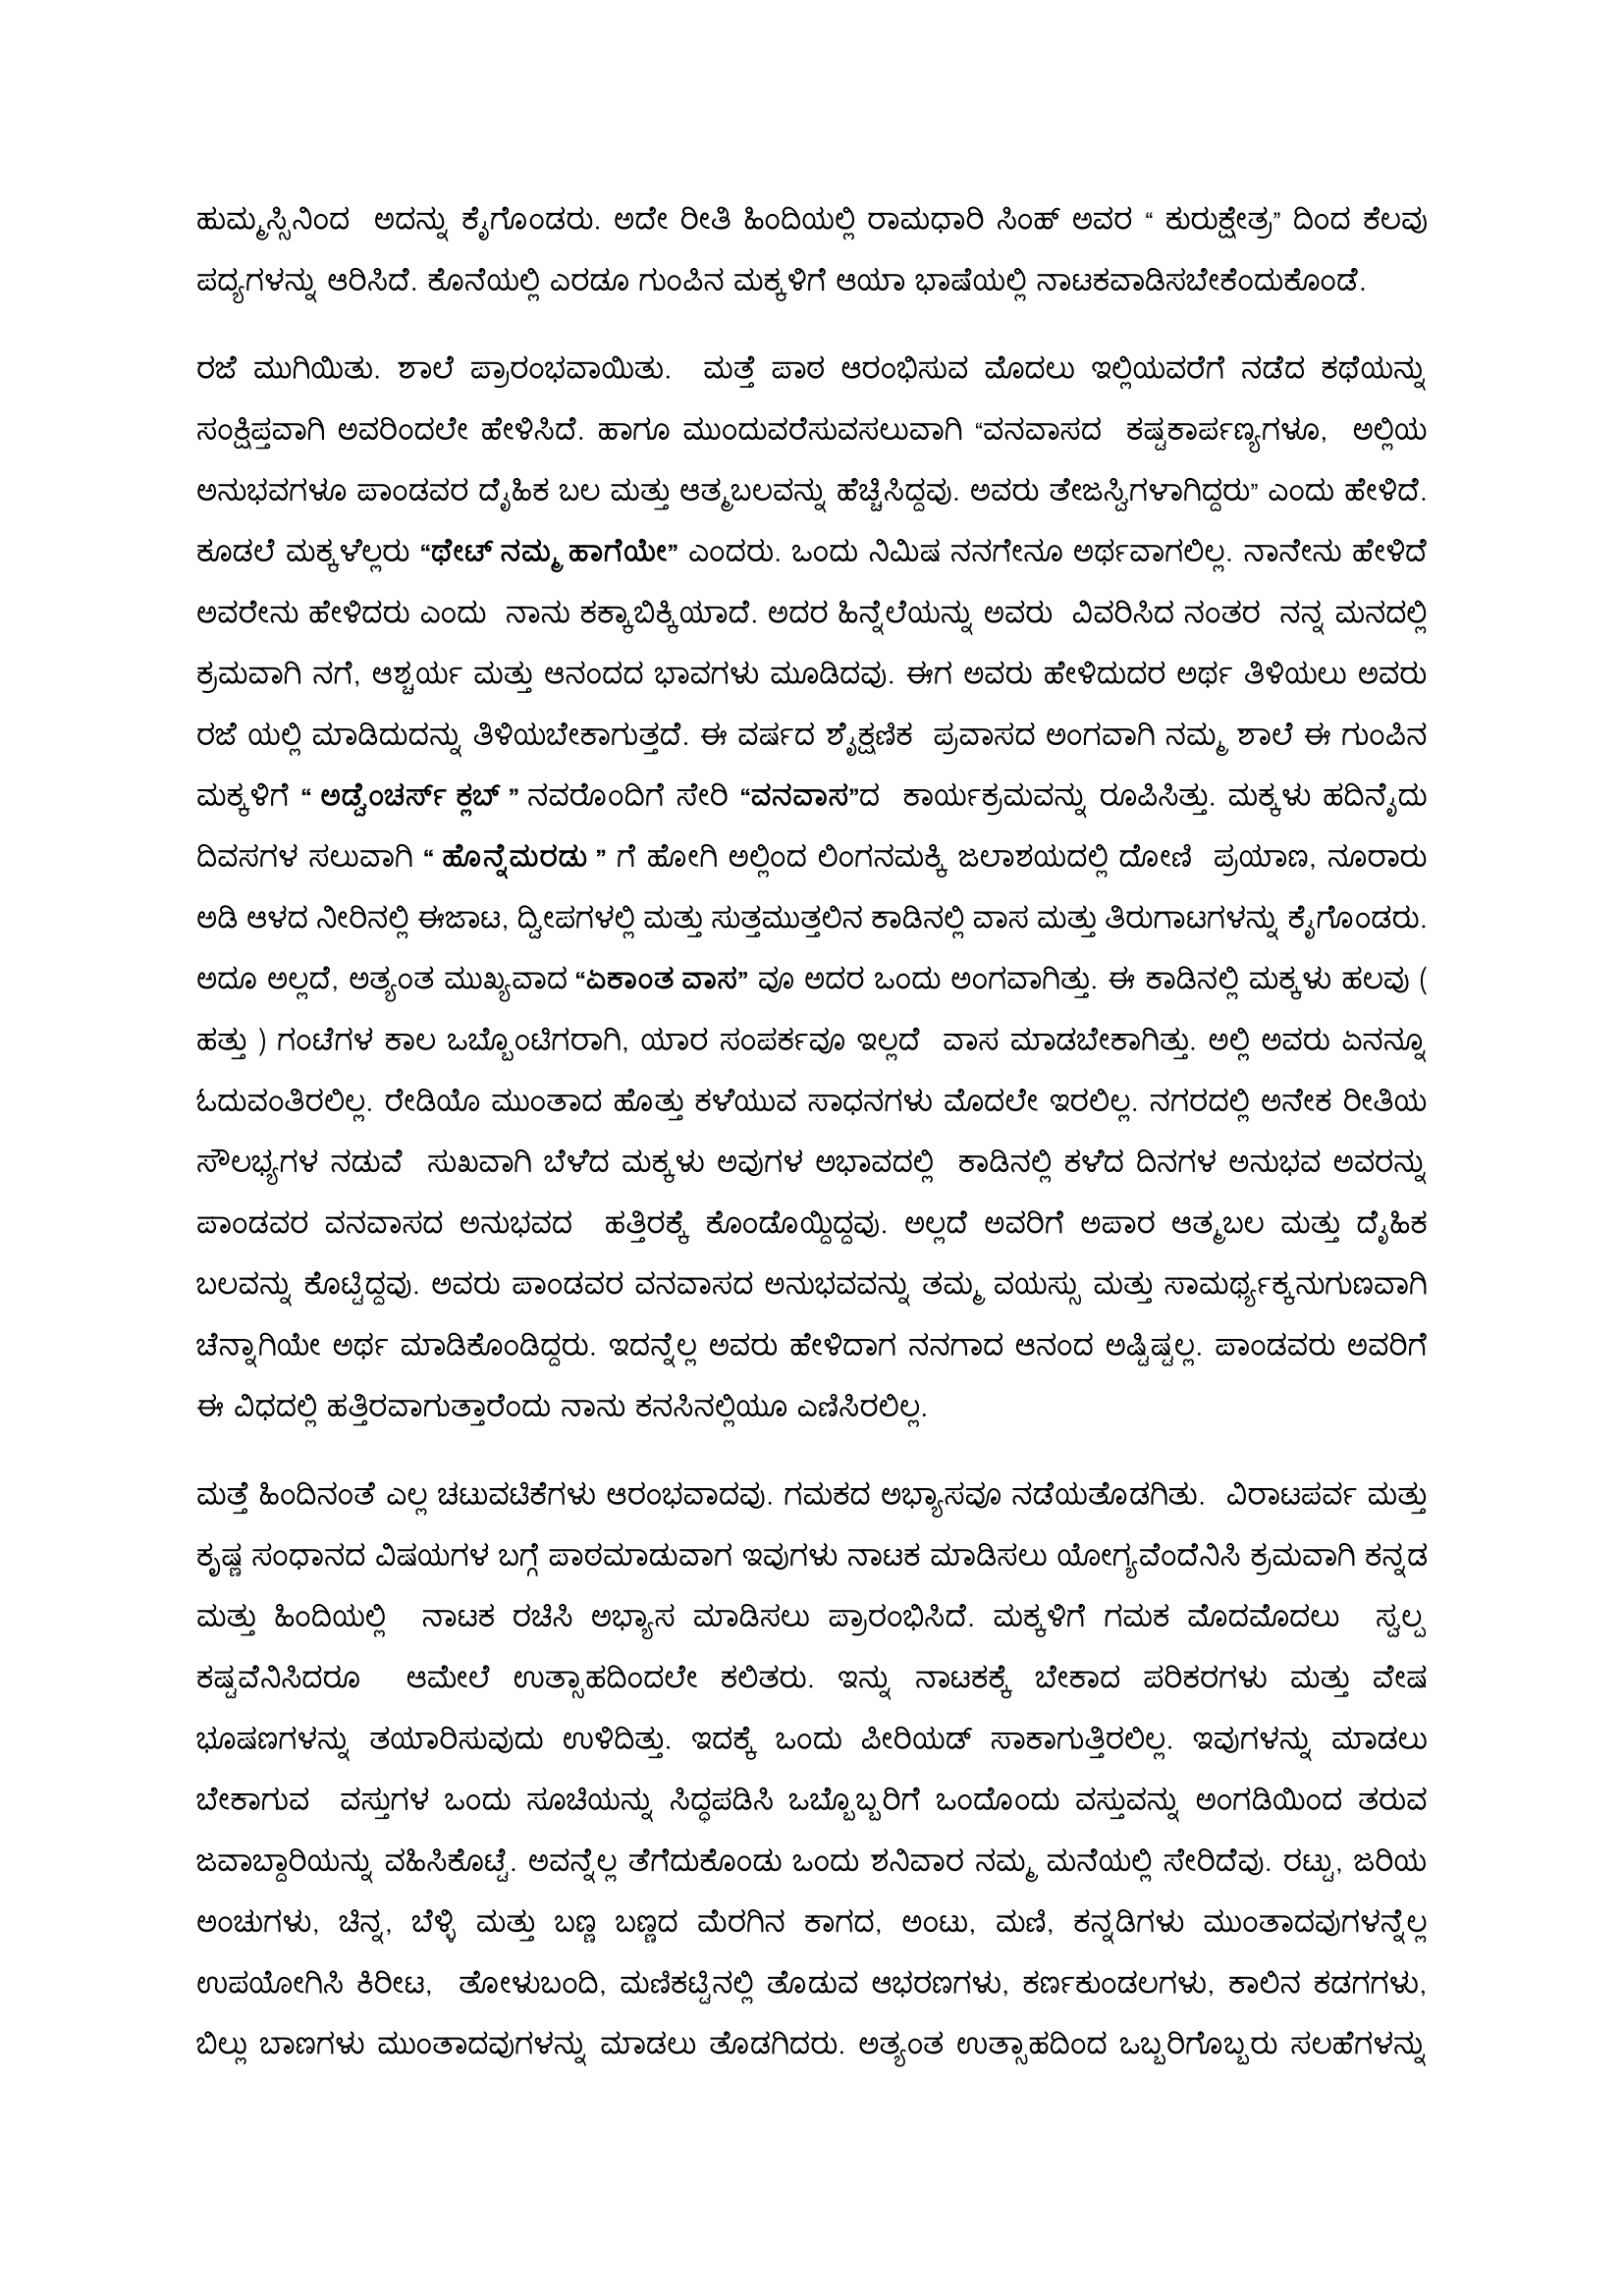 ಹುಮ್ಮಸ್ಸಿನಿಂದ ಅದನ್ನು ಕೈಗೊಂಡರು. ಅದೇ ರೀತಿ ಹಿಂದಿಯಲ್ಲಿ ರಾಮಧಾರಿ ಸಿಂಹ್ ಅವರ “ ಕುರುಕ್ಷೇತ್ರ” ದಿಂದ ಕೆಲವು
ಪದ್ಯಗಳನ್ನು ಆರಿಸಿದೆ. ಕೊನೆಯಲ್ಲಿ ಎರಡೂ ಗುಂಪಿನ ಮಕ್ಕಳಿಗೆ ಆಯಾ ಭಾಷೆಯಲ್ಲಿ ನಾಟಕವಾಡಿಸಬೇಕೆಂದುಕೊಂಡೆ.
ರಜೆ ಮುಗಿಯಿತು. ಶಾಲೆ ಪ್ರಾರಂಭವಾಯಿತು. ಮತ್ತೆ ಪಾಠ ಆರಂಭಿಸುವ ಮೊದಲು ಇಲ್ಲಿಯವರೆಗೆ ನಡೆದ ಕಥೆಯನ್ನು
ಸಂಕ್ಷಿಪ್ತವಾಗಿ ಅವರಿಂದಲೇ ಹೇಳಿಸಿದೆ. ಹಾಗೂ ಮುಂದುವರೆಸುವಸಲುವಾಗಿ “ವನವಾಸದ ಕಷ್ಟಕಾರ್ಪಣ್ಯಗಳೂ, ಅಲ್ಲಿಯ
ಅನುಭವಗಳೂ ಪಾಂಡವರ ದೈಹಿಕ ಬಲ ಮತ್ತು ಆತ್ಮಬಲವನ್ನು ಹೆಚ್ಚಿಸಿದ್ದವು. ಅವರು ತೇಜಸ್ವಿಗಳಾಗಿದ್ದರು” ಎಂದು ಹೇಳಿದೆ.
ಕೂಡಲೆ ಮಕ್ಕಳೆಲ್ಲರು “ಥೇಟ್ ನಮ್ಮ ಹಾಗೆಯೇ” ಎಂದರು. ಒಂದು ನಿಮಿಷ ನನಗೇನೂ ಅರ್ಥವಾಗಲಿಲ್ಲ. ನಾನೇನು ಹೇಳಿದೆ
ಅವರೇನು ಹೇಳಿದರು ಎಂದು ನಾನು ಕಕ್ಕಾಬಿಕ್ಕಿಯಾದೆ. ಅದರ ಹಿನ್ನೆಲೆಯನ್ನು ಅವರು ವಿವರಿಸಿದ ನಂತರ ನನ್ನ ಮನದಲ್ಲಿ
ಕ್ರಮವಾಗಿ ನಗೆ, ಆಶ್ಚರ್ಯ ಮತ್ತು ಆನಂದದ ಭಾವಗಳು ಮೂಡಿದವು. ಈಗ ಅವರು ಹೇಳಿದುದರ ಅರ್ಥ ತಿಳಿಯಲು ಅವರು
ರಜೆ ಯಲ್ಲಿ ಮಾಡಿದುದನ್ನು ತಿಳಿಯಬೇಕಾಗುತ್ತದೆ. ಈ ವರ್ಷದ ಶೈಕ್ಷಣಿಕ ಪ್ರವಾಸದ ಅಂಗವಾಗಿ ನಮ್ಮ ಶಾಲೆ ಈ ಗುಂಪಿನ
ಮಕ್ಕಳಿಗೆ “ ಅಡ್ವೆಂಚರ್ಸ್ ಕ್ಲಬ್ ” ನವರೊಂದಿಗೆ ಸೇರಿ “ವನವಾಸ”ದ ಕಾರ್ಯಕ್ರಮವನ್ನು ರೂಪಿಸಿತ್ತು. ಮಕ್ಕಳು ಹದಿನೈದು
ದಿವಸಗಳ ಸಲುವಾಗಿ “ ಹೊನ್ನೆಮರಡು ” ಗೆ ಹೋಗಿ ಅಲ್ಲಿಂದ ಲಿಂಗನಮಕ್ಕಿ ಜಲಾಶಯದಲ್ಲಿ ದೋಣಿ ಪ್ರಯಾಣ, ನೂರಾರು
ಅಡಿ ಆಳದ ನೀರಿನಲ್ಲಿ ಈಜಾಟ, ದ್ವೀಪಗಳಲ್ಲಿ ಮತ್ತು ಸುತ್ತಮುತ್ತಲಿನ ಕಾಡಿನಲ್ಲಿ ವಾಸ ಮತ್ತು ತಿರುಗಾಟಗಳನ್ನು ಕೈಗೊಂಡರು.
ಅದೂ ಅಲ್ಲದೆ, ಅತ್ಯಂತ ಮುಖ್ಯವಾದ “ಏಕಾಂತ ವಾಸ” ವೂ ಅದರ ಒಂದು ಅಂಗವಾಗಿತ್ತು. ಈ ಕಾಡಿನಲ್ಲಿ ಮಕ್ಕಳು ಹಲವು (
ಹತ್ತು ) ಗಂಟೆಗಳ ಕಾಲ ಒಬ್ಬೊಂಟಿಗರಾಗಿ, ಯಾರ ಸಂಪರ್ಕವೂ ಇಲ್ಲದೆ ವಾಸ ಮಾಡಬೇಕಾಗಿತ್ತು. ಅಲ್ಲಿ ಅವರು ಏನನ್ನೂ
ಓದುವಂತಿರಲಿಲ್ಲ. ರೇಡಿಯೊ ಮುಂತಾದ ಹೊತ್ತು ಕಳೆಯುವ ಸಾಧನಗಳು ಮೊದಲೇ ಇರಲಿಲ್ಲ. ನಗರದಲ್ಲಿ ಅನೇಕ ರೀತಿಯ
ಸೌಲಭ್ಯಗಳ ನಡುವೆ ಸುಖವಾಗಿ ಬೆಳೆದ ಮಕ್ಕಳು ಅವುಗಳ ಅಭಾವದಲ್ಲಿ ಕಾಡಿನಲ್ಲಿ ಕಳೆದ ದಿನಗಳ ಅನುಭವ ಅವರನ್ನು
ಪಾಂಡವರ ವನವಾಸದ ಅನುಭವದ ಹತ್ತಿರಕ್ಕೆ ಕೊಂಡೊಯ್ದಿದ್ದವು. ಅಲ್ಲದೆ ಅವರಿಗೆ ಅಪಾರ ಆತ್ಮಬಲ ಮತ್ತು ದೈಹಿಕ
ಬಲವನ್ನು ಕೊಟ್ಟಿದ್ದವು. ಅವರು ಪಾಂಡವರ ವನವಾಸದ ಅನುಭವವನ್ನು ತಮ್ಮ ವಯಸ್ಸು ಮತ್ತು ಸಾಮರ್ಥ್ಯಕ್ಕನುಗುಣವಾಗಿ
ಚೆನ್ನಾಗಿಯೇ ಅರ್ಥ ಮಾಡಿಕೊಂಡಿದ್ದರು. ಇದನ್ನೆಲ್ಲ ಅವರು ಹೇಳಿದಾಗ ನನಗಾದ ಆನಂದ ಅಷ್ಟಿಷ್ಟಲ್ಲ. ಪಾಂಡವರು ಅವರಿಗೆ
ಈ ವಿಧದಲ್ಲಿ ಹತ್ತಿರವಾಗುತ್ತಾರೆಂದು ನಾನು ಕನಸಿನಲ್ಲಿಯೂ ಎಣಿಸಿರಲಿಲ್ಲ.
ಮತ್ತೆ ಹಿಂದಿನಂತೆ ಎಲ್ಲ ಚಟುವಟಿಕೆಗಳು ಆರಂಭವಾದವು. ಗಮಕದ ಅಭ್ಯಾಸವೂ ನಡೆಯತೊಡಗಿತು. ವಿರಾಟಪರ್ವ ಮತ್ತು
ಕೃಷ್ಣ ಸಂಧಾನದ ವಿಷಯಗಳ ಬಗ್ಗೆ ಪಾಠಮಾಡುವಾಗ ಇವುಗಳು ನಾಟಕ ಮಾಡಿಸಲು ಯೋಗ್ಯವೆಂದೆನಿಸಿ ಕ್ರಮವಾಗಿ ಕನ್ನಡ
ಮತ್ತು ಹಿಂದಿಯಲ್ಲಿ ನಾಟಕ ರಚಿಸಿ ಅಭ್ಯಾಸ ಮಾಡಿಸಲು ಪ್ರಾರಂಭಿಸಿದೆ. ಮಕ್ಕಳಿಗೆ ಗಮಕ ಮೊದಮೊದಲು ಸ್ವಲ್ಪ
ಕಷ್ಟವೆನಿಸಿದರೂ ಆಮೇಲೆ ಉತ್ಸಾಹದಿಂದಲೇ ಕಲಿತರು. ಇನ್ನು ನಾಟಕಕ್ಕೆ ಬೇಕಾದ ಪರಿಕರಗಳು ಮತ್ತು ವೇಷ
ಭೂಷಣಗಳನ್ನು ತಯಾರಿಸುವುದು ಉಳಿದಿತ್ತು. ಇದಕ್ಕೆ ಒಂದು ಪೀರಿಯಡ್ ಸಾಕಾಗುತ್ತಿರಲಿಲ್ಲ. ಇವುಗಳನ್ನು ಮಾಡಲು
ಬೇಕಾಗುವ ವಸ್ತುಗಳ ಒಂದು ಸೂಚಿಯನ್ನು ಸಿದ್ಧಪಡಿಸಿ ಒಬ್ಬೊಬ್ಬರಿಗೆ ಒಂದೊಂದು ವಸ್ತುವನ್ನು ಅಂಗಡಿಯಿಂದ ತರುವ
ಜವಾಬ್ದಾರಿಯನ್ನು ವಹಿಸಿಕೊಟ್ಟೆ. ಅವನ್ನೆಲ್ಲ ತೆಗೆದುಕೊಂಡು ಒಂದು ಶನಿವಾರ ನಮ್ಮ ಮನೆಯಲ್ಲಿ ಸೇರಿದೆವು. ರಟ್ಟು, ಜರಿಯ
ಅಂಚುಗಳು, ಚಿನ್ನ, ಬೆಳ್ಳಿ ಮತ್ತು ಬಣ್ಣ ಬಣ್ಣದ ಮೆರಗಿನ ಕಾಗದ, ಅಂಟು, ಮಣಿ, ಕನ್ನಡಿಗಳು ಮುಂತಾದವುಗಳನ್ನೆಲ್ಲ
ಉಪಯೋಗಿಸಿ ಕಿರೀಟ, ತೋಳುಬಂದಿ, ಮಣಿಕಟ್ಟಿನಲ್ಲಿ ತೊಡುವ ಆಭರಣಗಳು, ಕರ್ಣಕುಂಡಲಗಳು, ಕಾಲಿನ ಕಡಗಗಳು,
ಬಿಲ್ಲು ಬಾಣಗಳು ಮುಂತಾದವುಗಳನ್ನು ಮಾಡಲು ತೊಡಗಿದರು. ಅತ್ಯಂತ ಉತ್ಸಾಹದಿಂದ ಒಬ್ಬರಿಗೊಬ್ಬರು ಸಲಹೆಗಳನ್ನು